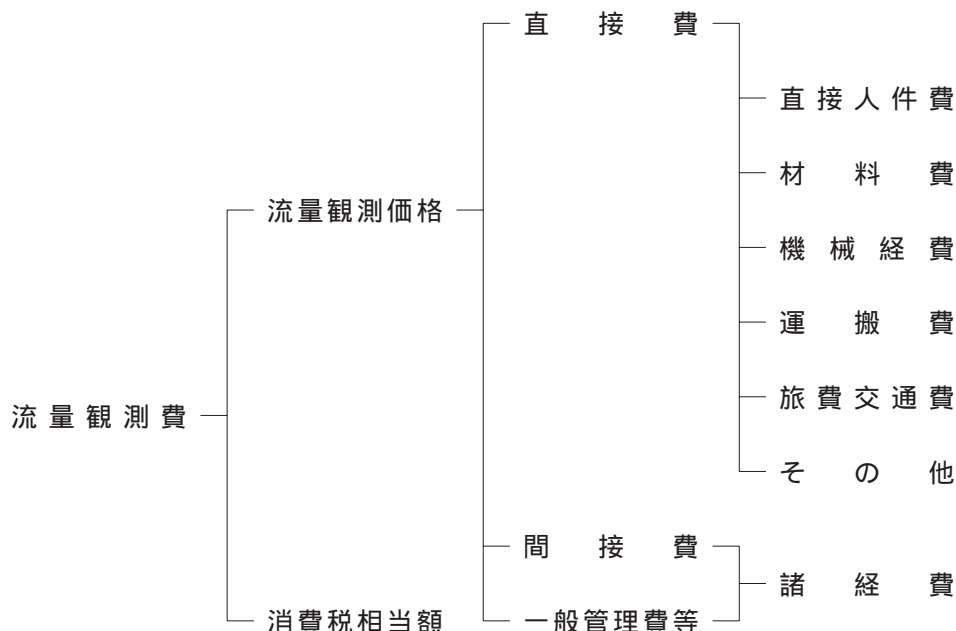 直接費
直接人件費
材料費
流量観測価格
機械経費
運搬費
旅費交通費
流量観測費
その他
間接費
諸経費
消費税相当額
一般管理費等